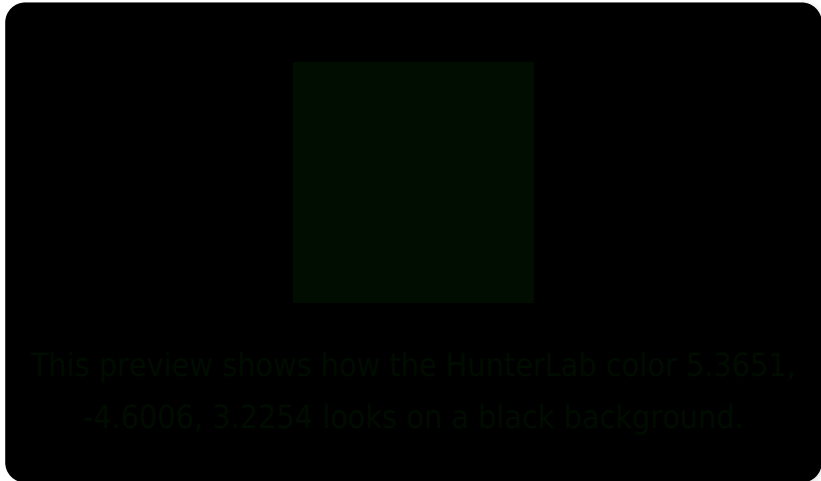 This preview shows how the HunterLab color 5.3651,
-4.6006, 3.2254 looks on a black background.